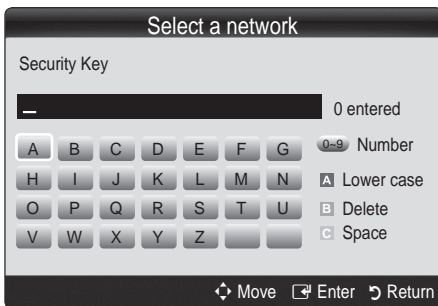 Select a network
Security Key
_
0 entered
A B C D E F G 0~9 Number
H I J K L M N A Lower case
O P Q R S T U B Delete
V W X Y Z C Space
Move Enter Return